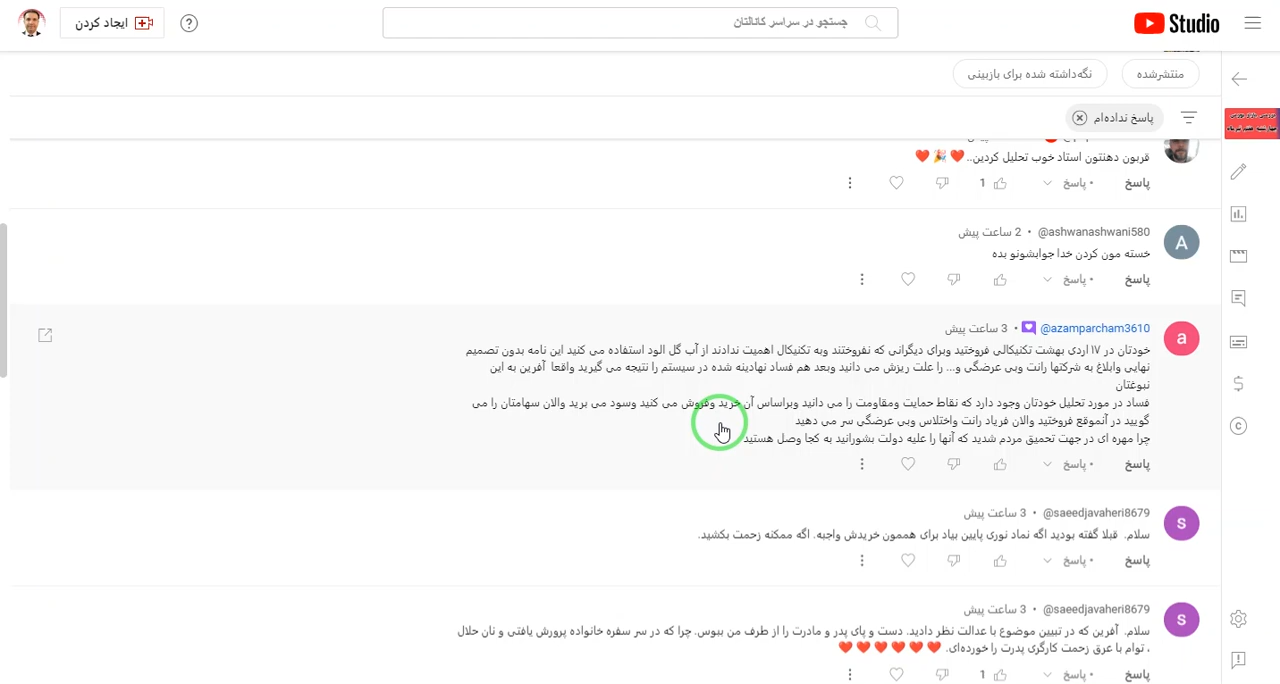 ایجاد کردن
جستجو در سراسر کانالتان
Studio
نگه‌داشته شده برای بازبینی
منتشرشده
پاسخ نداده‌ام
قربون دهنتون استاد خوب تحلیل کردین.. ❤️ 🎉 ❤️
پاسخ • پاسخ 1
@ashwanashwani580 • 2 ساعت پیش
خسته مون کردن خدا جوابشونو بده
پاسخ • پاسخ
@azamparcham3610 • 3 ساعت پیش
خودتان در ۱۷ اردی بهشت تکنیکالی فروختید وبرای دیگرانی که نفروختند وبه تکنیکال اهمیت ندادند از آب گل الود استفاده می کنید این نامه بدون تصمیم
نهایی وابلاغ به شرکتها رانت وبی عرضگی و... را علت ریزش می دانید وبعد هم فساد نهادینه شده در سیستم را نتیجه می گیرید واقعا آفرین به این
نبوغتان
فساد در مورد تحلیل خودتان وجود دارد که نقاط حمایت ومقاومت را می دانید وبراساس آن خرید وفروش می کنید وسود می برید والان سهامتان را می
گویید در آنموقع فروختید والان فریاد رانت واختلاس وبی عرضگی سر می دهید
چرا مهره ای در جهت تحمیق مردم شدید که آنها را علیه دولت بشورانید به کجا وصل هستید
پاسخ • پاسخ
@saeedjavaheri8679 • 3 ساعت پیش
سلام. قبلا گفته بودید اگه نماد نوری پایین بیاد برای هممون خریدش واجبه. اگه ممکنه زحمت بکشید.
پاسخ • پاسخ
@saeedjavaheri8679 • 3 ساعت پیش
سلام. آفرین که در تبیین موضوع با عدالت نظر دادید. دست و پای پدر و مادرت را از طرف من ببوس. چرا که در سر سفره خانواده پرورش یافتی و نان حلال
، توام با عرق زحمت کارگری پدرت را خورده‌ای. ❤️ ❤️ ❤️ ❤️ ❤️ ❤️
پاسخ • پاسخ 1